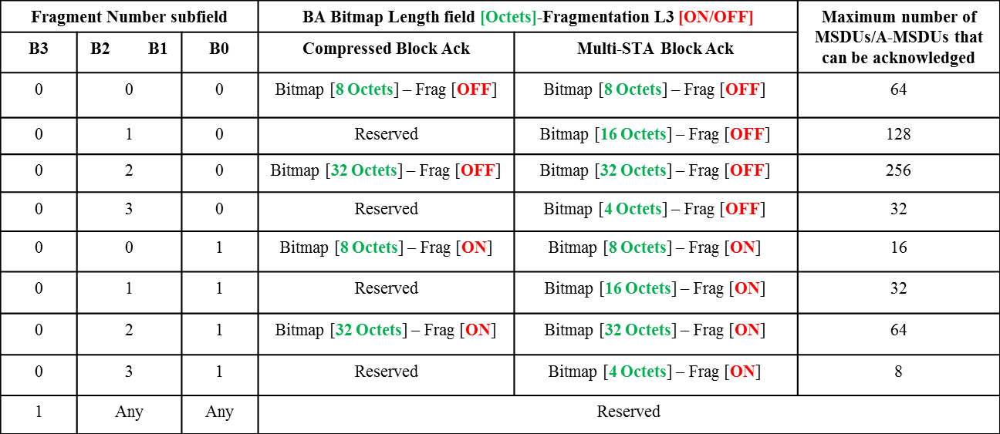 Fragment Number subfield BA Bitmap Length field [Octets]-Fragmentation L3 [ON/OFF] Maximum number of MSDUs/A-MSDUs that can be acknowledged
B3 B2 B1 B0 Compressed Block Ack Multi-STA Block Ack
0 0 0 Bitmap [8 Octets] – Frag [OFF] Bitmap [8 Octets] – Frag [OFF] 64
0 1 0 Reserved Bitmap [16 Octets] – Frag [OFF] 128
0 2 0 Bitmap [32 Octets] – Frag [OFF] Bitmap [32 Octets] – Frag [OFF] 256
0 3 0 Reserved Bitmap [4 Octets] – Frag [OFF] 32
0 0 1 Bitmap [8 Octets] – Frag [ON] Bitmap [8 Octets] – Frag [ON] 16
0 1 1 Reserved Bitmap [16 Octets] – Frag [ON] 32
0 2 1 Bitmap [32 Octets] – Frag [ON] Bitmap [32 Octets] – Frag [ON] 64
0 3 1 Reserved Bitmap [4 Octets] – Frag [ON] 8
1 Any Any Reserved